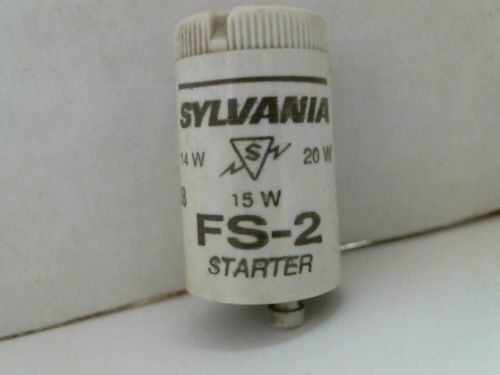 SYLVANIA
14 W S 20 W
15 W
FS-2
STARTER